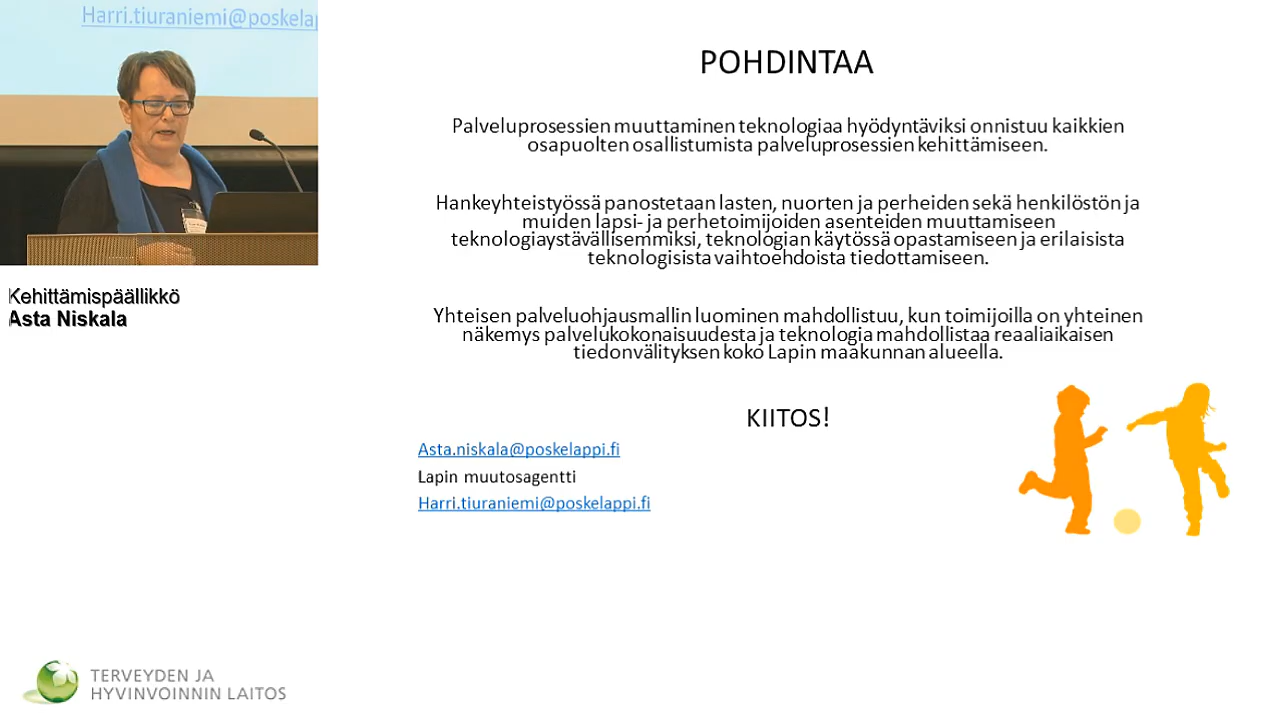 Harri.tiuraniemi@poskelap
Kehittämispäällikkö
Asta Niskala
POHDINTAA
Palveluprosessien muuttaminen teknologiaa hyödyntäviksi onnistuu kaikkien
osapuolten osallistumista palveluprosessien kehittämiseen.
Hankeyhteistyössä panostetaan lasten, nuorten ja perheiden sekä henkilöstön ja
muiden lapsi- ja perhetoimijoiden asenteiden muuttamiseen
teknologiaystävällisemmiksi, teknologian käytössä opastamiseen ja erilaisista
teknologisista vaihtoehdoista tiedottamiseen.
Yhteisen palveluohjausmallin luominen mahdollistuu, kun toimijoilla on yhteinen
näkemys palvelukokonaisuudesta ja teknologia mahdollistaa reaaliaikaisen
tiedonvälityksen koko Lapin maakunnan alueella.
KIITOS!
Asta.niskala@poskelappi.fi
Lapin muutosagentti
Harri.tiuraniemi@poskelappi.fi
TERVEYDEN JA
HYVINVOINNIN LAITOS